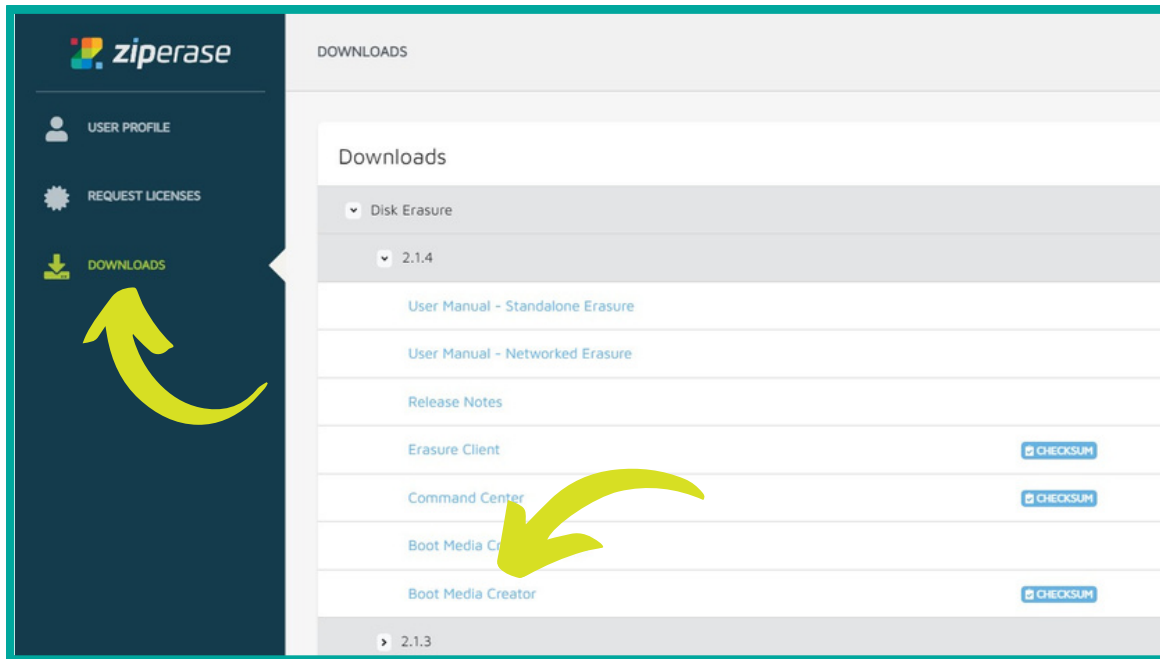 ziperase
DOWNLOADS
USER PROFILE
REQUEST LICENSES
DOWNLOADS
Downloads
Disk Erasure
2.1.4
User Manual - Standalone Erasure
User Manual - Networked Erasure
Release Notes
Erasure Client CHECKSUM
Command Center CHECKSUM
Boot Media
Boot Media Creator CHECKSUM
2.1.3